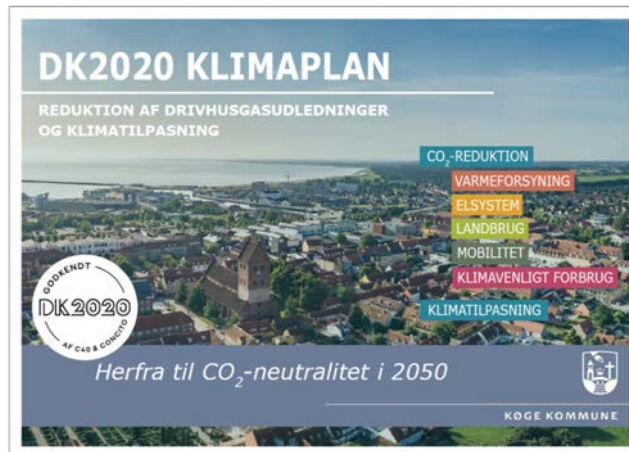 DK2020 KLIMAPLAN
REDUKTION AF DRIVHUSGASUDLEDNINGER
OG KLIMATILPASNING
CO₂-REDUKTION
VARMEFORSYNING
ELSYSTEM
LANDBRUG
MOBILITET
KLIMAVENLIGT FORBRUG
KLIMATILPASNING
GODKENDT
DK2020
AF C40 & CONCITO
Herfra til CO₂-neutralitet i 2050
KØGE KOMMUNE